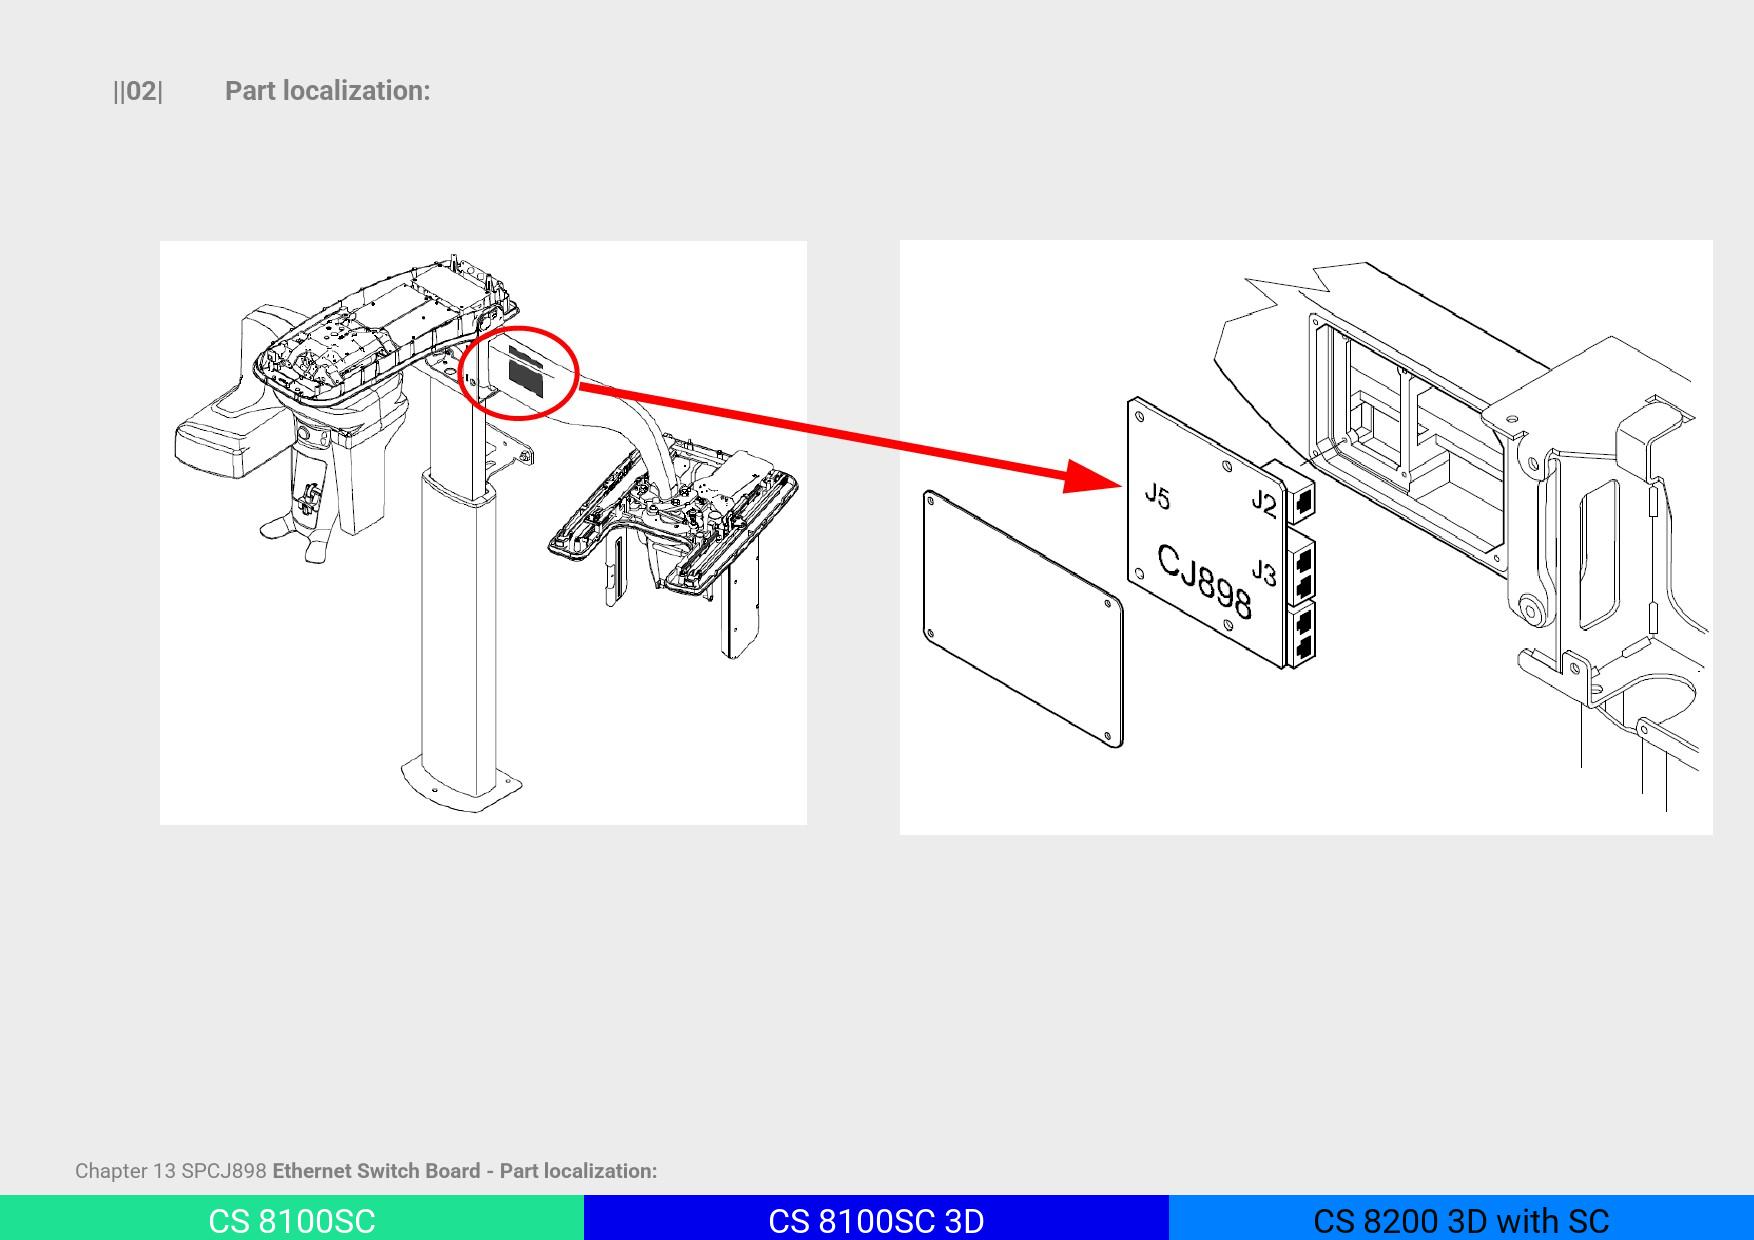 ||02| Part localization:
J5
J2
J3
CJ898
Chapter 13 SPCJ898 Ethernet Switch Board - Part localization:
CS 8100SC
CS 8100SC 3D
CS 8200 3D with SC